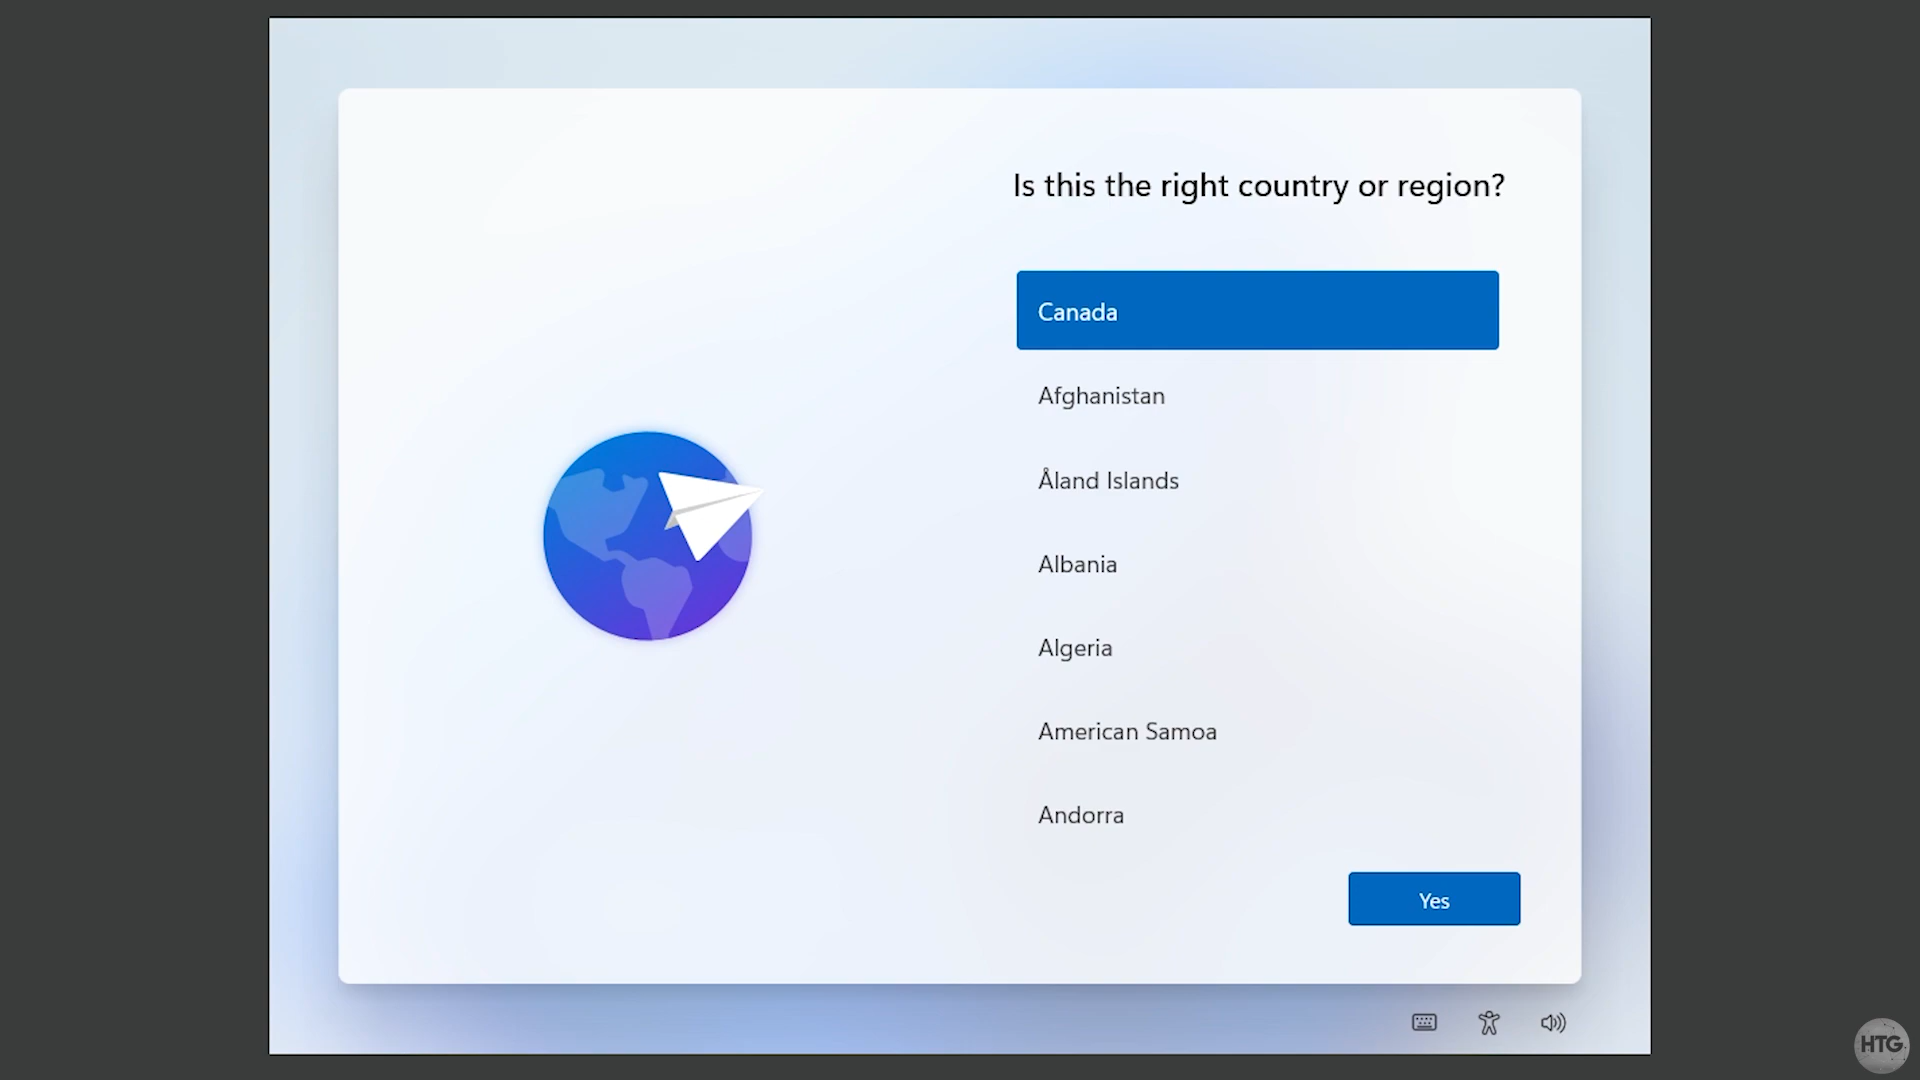 Is this the right country or region?
Canada
Afghanistan
Åland Islands
Albania
Algeria
American Samoa
Andorra
Yes
HTG